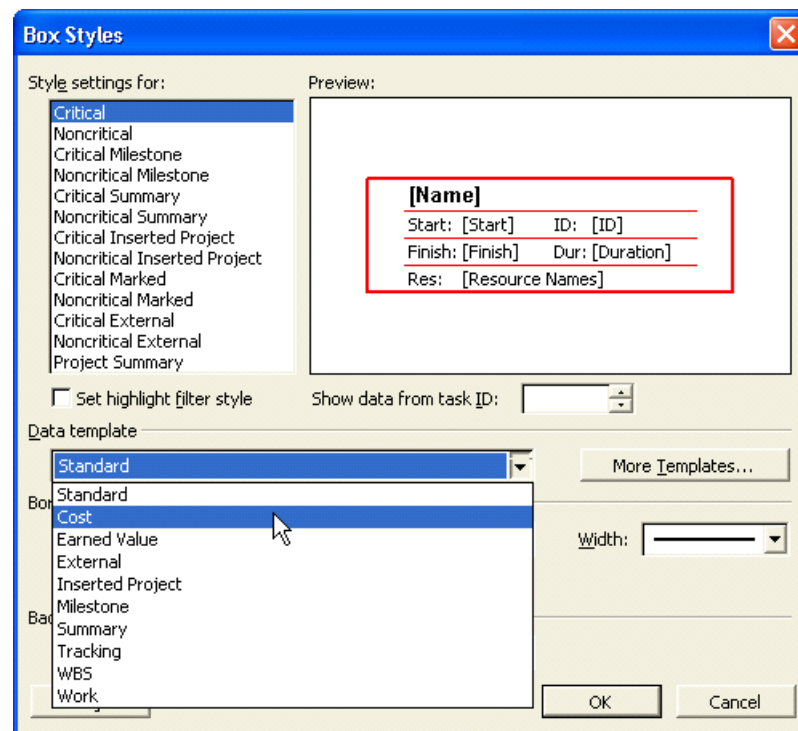 Box Styles
Style settings for:
Preview:
Critical
Noncritical
Critical Milestone
Noncritical Milestone
Critical Summary
Noncritical Summary
Critical Inserted Project
Noncritical Inserted Project
Critical Marked
Noncritical Marked
Critical External
Noncritical External
Project Summary
[Name]
Start: [Start] ID: [ID]
Finish: [Finish] Dur: [Duration]
Res: [Resource Names]
Set highlight filter style
Show data from task ID:
Data template
Standard
More Templates...
Standard
Cost
Earned Value
External
Inserted Project
Milestone
Summary
Tracking
WBS
Work
Width:
OK
Cancel